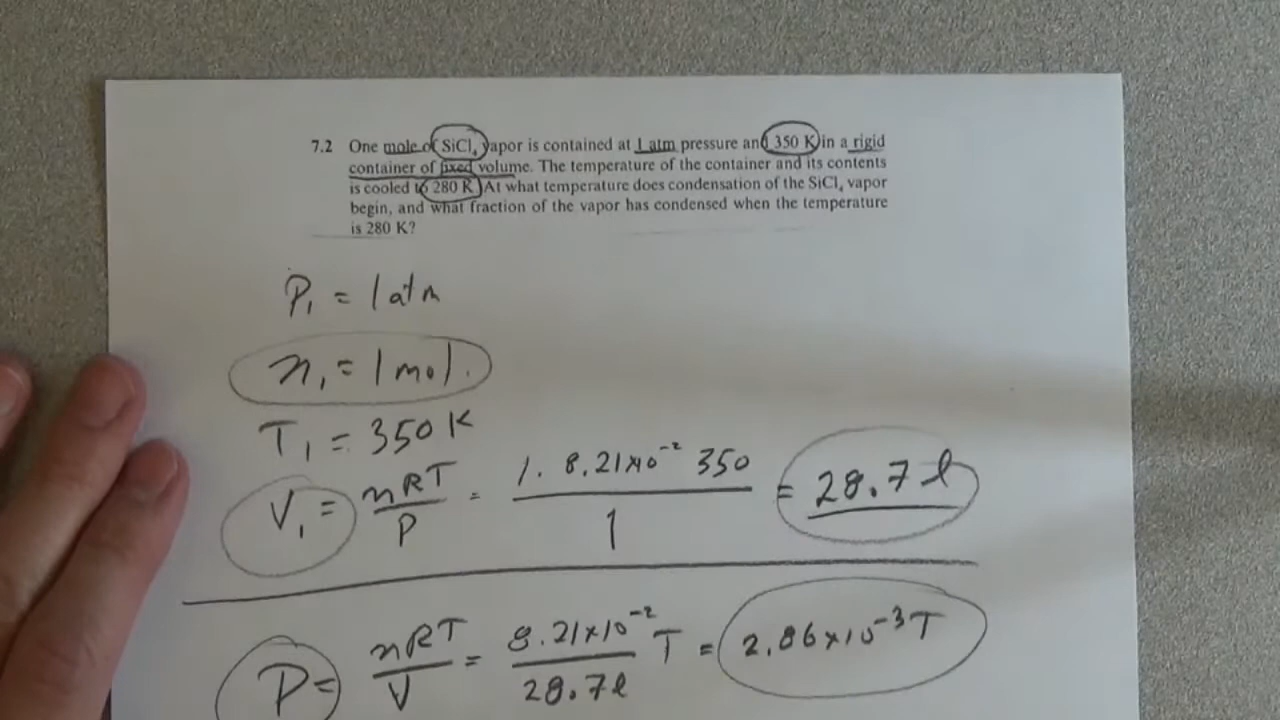 7.2 One mole of SiCl₄ vapor is contained at 1 atm pressure and 350 K in a rigid
container of fixed volume. The temperature of the container and its contents
is cooled to 280 K. At what temperature does condensation of the SiCl₄ vapor
begin, and what fraction of the vapor has condensed when the temperature
is 280 K?
P₁ = 1 atm
n₁ = 1 mol.
T₁ = 350 K
V₁ = nRT/P = 1. 8.21×10⁻² 350/1 = 28.7 l
P = nRT/V = 8.21×10⁻²/28.7 l T = 2.86×10⁻³ T